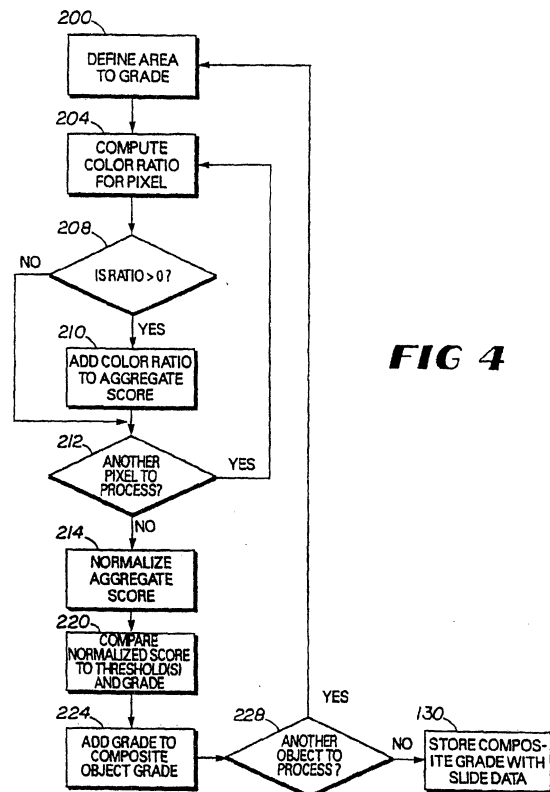 200
DEFINE AREA
TO GRADE
204
COMPUTE
COLOR RATIO
FOR PIXEL
208
NO
IS RATIO > 0 ?
YES
210
ADD COLOR RATIO
TO AGGREGATE
SCORE
FIG 4
212
ANOTHER
PIXEL TO
PROCESS?
YES
NO
214
NORMALIZE
AGGREGATE
SCORE
220
COMPARE
NORMALIZED SCORE
TO THRESHOLD(S)
AND GRADE
YES
224
ADD GRADE TO
COMPOSITE
OBJECT GRADE
228
ANOTHER
OBJECT TO
PROCESS ?
NO
130
STORE COMPOS-
ITE GRADE WITH
SLIDE DATA